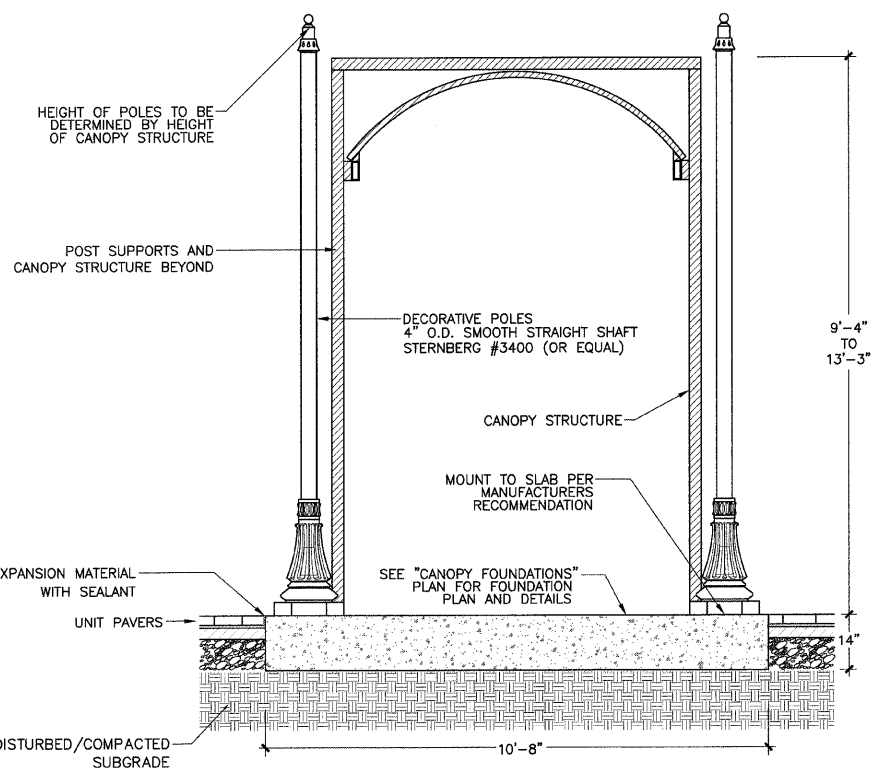 HEIGHT OF POLES TO BE
DETERMINED BY HEIGHT
OF CANOPY STRUCTURE
POST SUPPORTS AND
CANOPY STRUCTURE BEYOND
DECORATIVE POLES
4" O.D. SMOOTH STRAIGHT SHAFT
STERNBERG #3400 (OR EQUAL)
9'-4"
TO
13'-3"
CANOPY STRUCTURE
MOUNT TO SLAB PER
MANUFACTURERS
RECOMMENDATION
XPANSION MATERIAL
WITH SEALANT
SEE "CANOPY FOUNDATIONS"
PLAN FOR FOUNDATION
PLAN AND DETAILS
UNIT PAVERS
14"
DISTURBED/COMPACTED
SUBGRADE
10'-8"